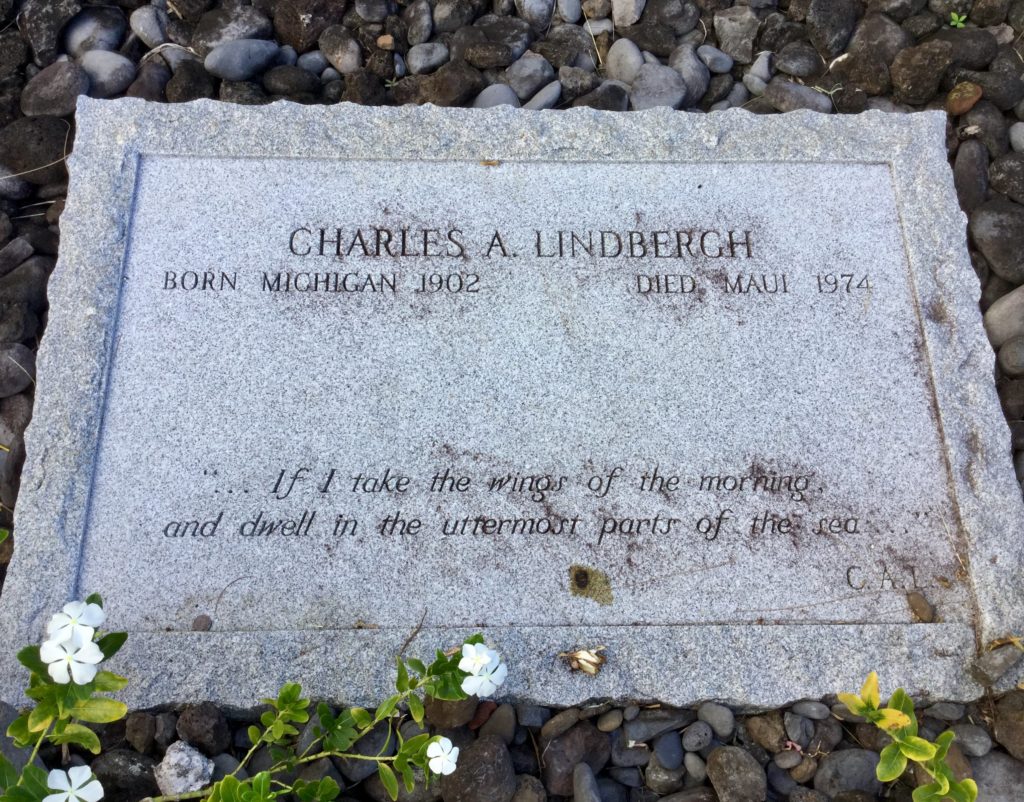 CHARLES A. LINDBERGH
BORN MICHIGAN 1902 DIED MAUI 1974
"... If I take the wings of the morning,
and dwell in the uttermost parts of the sea ..."
C.A.L.